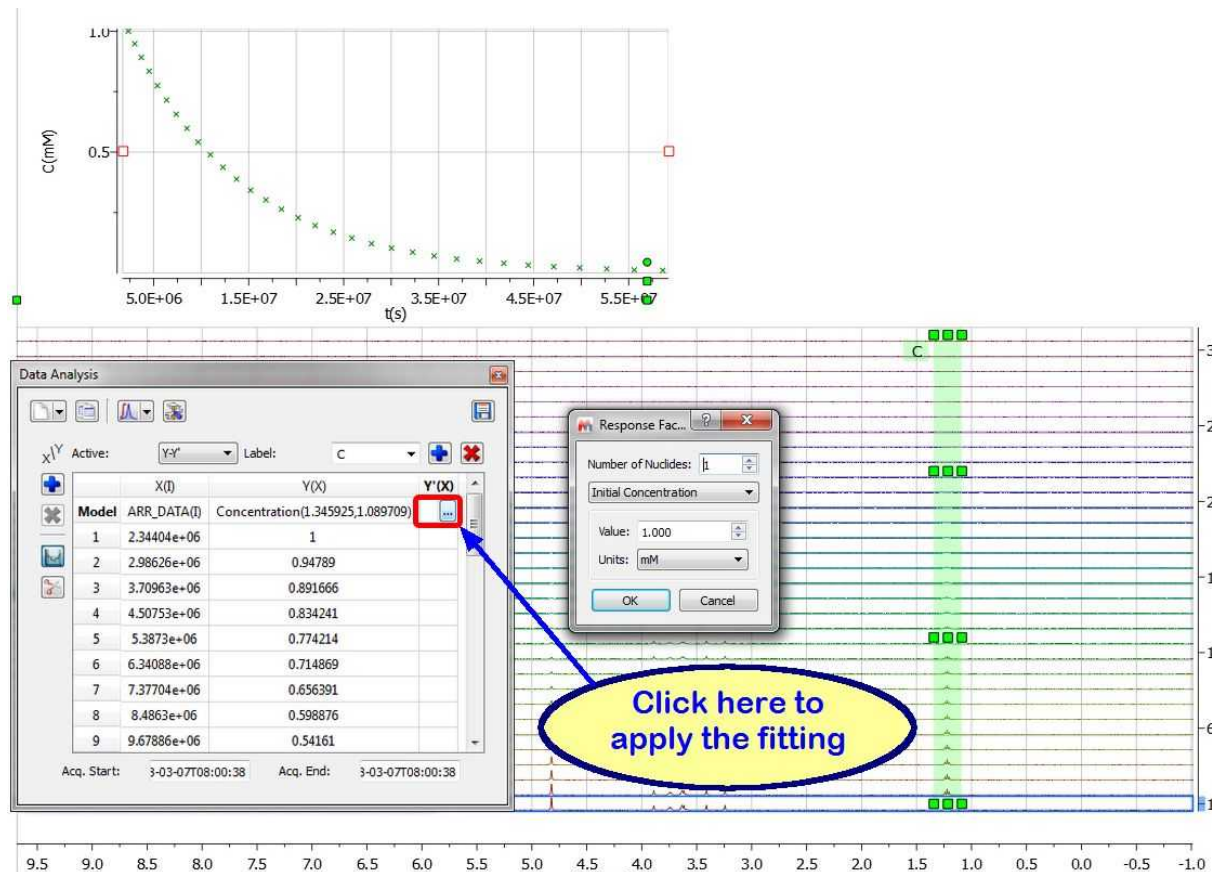 1.0
C(mM)
0.5
5.0E+06 1.5E+07 2.5E+07 3.5E+07 4.5E+07 5.5E+07
t(s)
C
Data Analysis
Active: Y-Y' Label: C
X(I) Y(X) Y'(X)
Model ARR_DATA(I) Concentration(1.345925,1.089709) ...
1 2.34404e+06 1
2 2.98626e+06 0.94789
3 3.70963e+06 0.891666
4 4.50753e+06 0.834241
5 5.3873e+06 0.774214
6 6.34088e+06 0.714869
7 7.37704e+06 0.656391
8 8.4863e+06 0.598876
9 9.67886e+06 0.54161
Acq. Start: 3-03-07T08:00:38 Acq. End: 3-03-07T08:00:38
Response Fac...
Number of Nuclides: 1
Initial Concentration
Value: 1.000
Units: mM
OK Cancel
Click here to
apply the fitting
-3
-2
-2
-1
-1
-6
-1
9.5 9.0 8.5 8.0 7.5 7.0 6.5 6.0 5.5 5.0 4.5 4.0 3.5 3.0 2.5 2.0 1.5 1.0 0.5 0.0 -0.5 -1.0